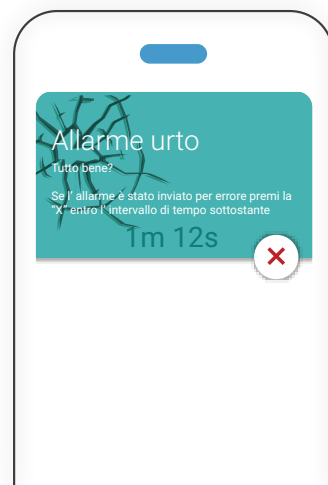 Allarme urto
Tutto bene?
Se l' allarme è stato inviato per errore premi la
"X" entro l' intervallo di tempo sottostante
1m 12s